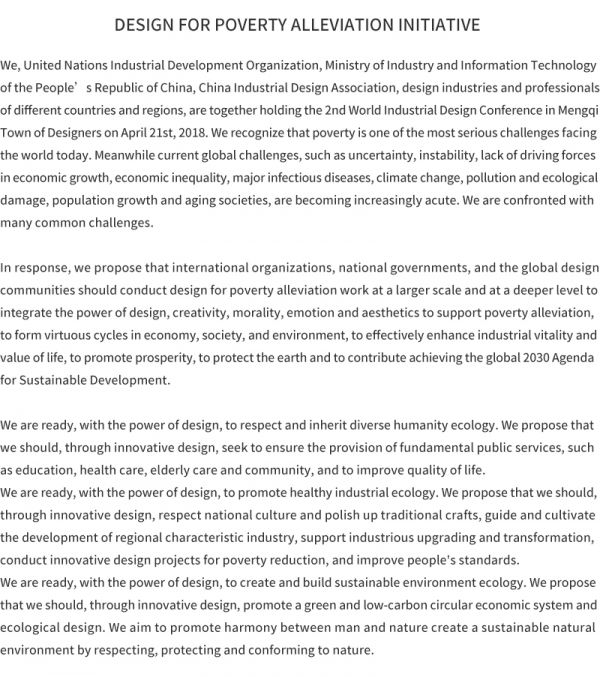 DESIGN FOR POVERTY ALLEVIATION INITIATIVE
We, United Nations Industrial Development Organization, Ministry of Industry and Information Technology
of the People’s Republic of China, China Industrial Design Association, design industries and professionals
of different countries and regions, are together holding the 2nd World Industrial Design Conference in Mengqi
Town of Designers on April 21st, 2018. We recognize that poverty is one of the most serious challenges facing
the world today. Meanwhile current global challenges, such as uncertainty, instability, lack of driving forces
in economic growth, economic inequality, major infectious diseases, climate change, pollution and ecological
damage, population growth and aging societies, are becoming increasingly acute. We are confronted with
many common challenges.
In response, we propose that international organizations, national governments, and the global design
communities should conduct design for poverty alleviation work at a larger scale and at a deeper level to
integrate the power of design, creativity, morality, emotion and aesthetics to support poverty alleviation,
to form virtuous cycles in economy, society, and environment, to effectively enhance industrial vitality and
value of life, to promote prosperity, to protect the earth and to contribute achieving the global 2030 Agenda
for Sustainable Development.
We are ready, with the power of design, to respect and inherit diverse humanity ecology. We propose that
we should, through innovative design, seek to ensure the provision of fundamental public services, such
as education, health care, elderly care and community, and to improve quality of life.
We are ready, with the power of design, to promote healthy industrial ecology. We propose that we should,
through innovative design, respect national culture and polish up traditional crafts, guide and cultivate
the development of regional characteristic industry, support industrious upgrading and transformation,
conduct innovative design projects for poverty reduction, and improve people's standards.
We are ready, with the power of design, to create and build sustainable environment ecology. We propose
that we should, through innovative design, promote a green and low-carbon circular economic system and
ecological design. We aim to promote harmony between man and nature create a sustainable natural
environment by respecting, protecting and conforming to nature.